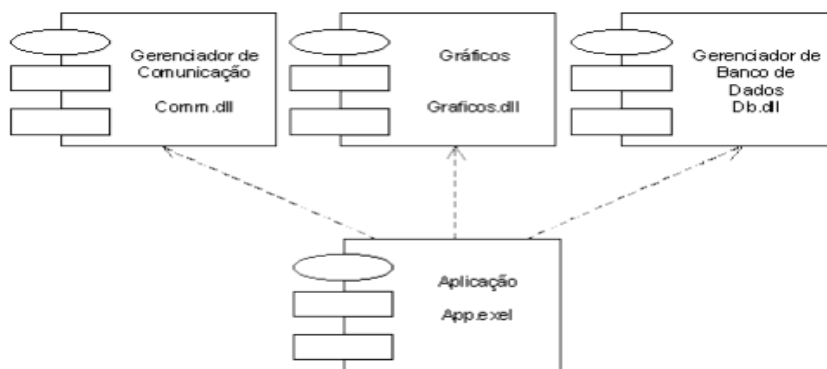 Gerenciador de
Comunicação
Comm.dll
Gráficos
Graficos.dll
Gerenciador de
Banco de
Dados
Db.dll
Aplicação
App.exel